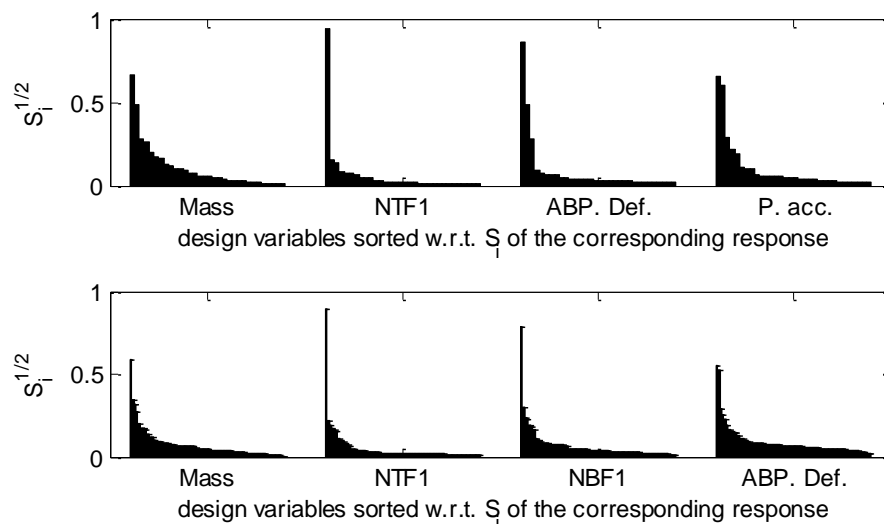 1
0.5
0
S_i^{1/2}
Mass NTF1 ABP. Def. P. acc.
design variables sorted w.r.t. S_i of the corresponding response
1
0.5
0
S_i^{1/2}
Mass NTF1 NBF1 ABP. Def.
design variables sorted w.r.t. S_i of the corresponding response